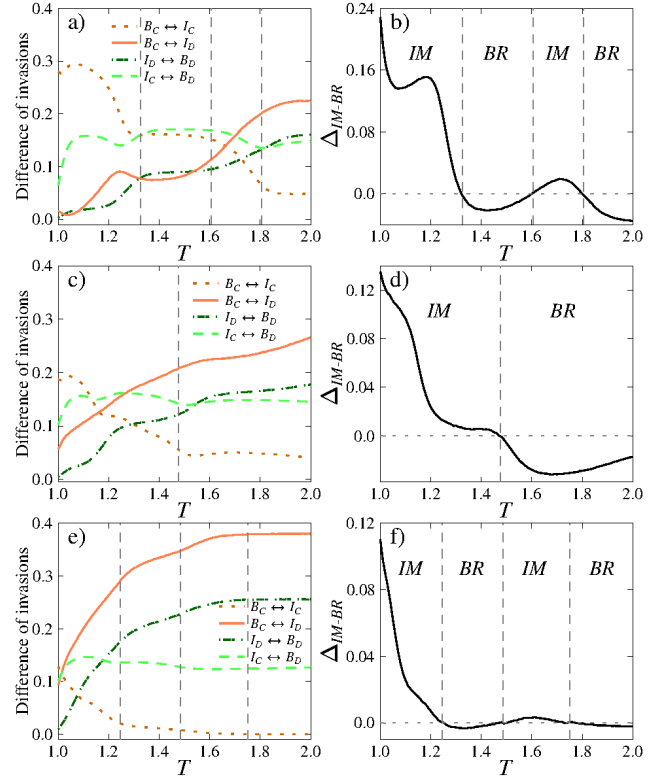 a)
B_C ↔ I_C
B_C ↔ I_D
I_D ↔ B_D
I_C ↔ B_D
Difference of invasions
0.4
0.3
0.2
0.1
0.0
1.0 1.2 1.4 1.6 1.8 2.0
T
b)
IM BR IM BR
Δ_{IM-BR}
0.24
0.16
0.08
0.0
1.0 1.2 1.4 1.6 1.8 2.0
T
c)
B_C ↔ I_C
B_C ↔ I_D
I_D ↔ B_D
I_C ↔ B_D
Difference of invasions
0.4
0.3
0.2
0.1
0.0
1.0 1.2 1.4 1.6 1.8 2.0
T
d)
IM BR
Δ_{IM-BR}
0.12
0.08
0.04
0.0
1.0 1.2 1.4 1.6 1.8 2.0
T
e)
B_C ↔ I_C
B_C ↔ I_D
I_D ↔ B_D
I_C ↔ B_D
Difference of invasions
0.4
0.3
0.2
0.1
0.0
1.0 1.2 1.4 1.6 1.8 2.0
T
f)
IM BR IM BR
Δ_{IM-BR}
0.12
0.08
0.04
0.0
1.0 1.2 1.4 1.6 1.8 2.0
T